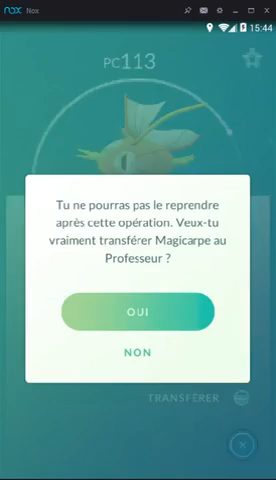 nox Nox
15:44
PC113
Tu ne pourras pas le reprendre
après cette opération. Veux-tu
vraiment transférer Magicarpe au
Professeur ?
OUI
NON
TRANSFÉRER